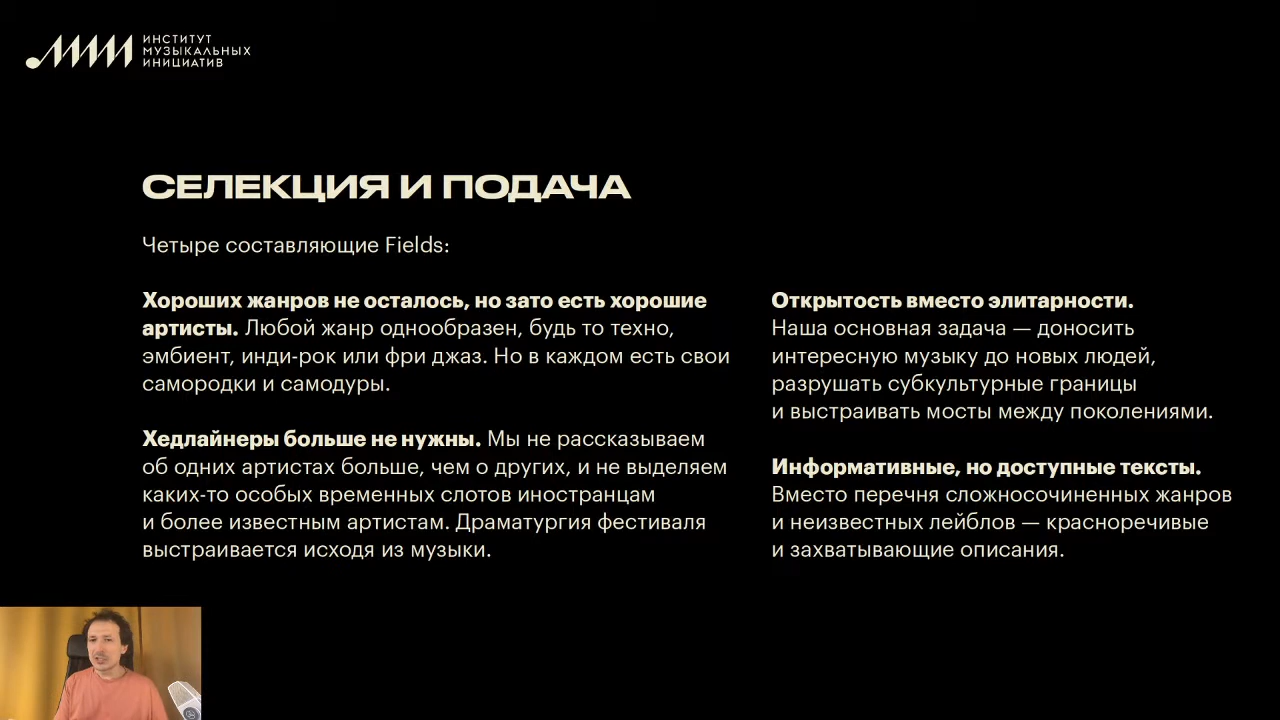 ИНСТИТУТ
МУЗЫКАЛЬНЫХ
ИНИЦИАТИВ
СЕЛЕКЦИЯ И ПОДАЧА
Четыре составляющие Fields:
Хороших жанров не осталось, но зато есть хорошие
артисты. Любой жанр однообразен, будь то техно,
эмбиент, инди-рок или фри джаз. Но в каждом есть свои
самородки и самодуры.
Хедлайнеры больше не нужны. Мы не рассказываем
об одних артистах больше, чем о других, и не выделяем
каких-то особых временных слотов иностранцам
и более известным артистам. Драматургия фестиваля
выстраивается исходя из музыки.
Открытость вместо элитарности.
Наша основная задача — доносить
интересную музыку до новых людей,
разрушать субкультурные границы
и выстраивать мосты между поколениями.
Информативные, но доступные тексты.
Вместо перечня сложносочиненных жанров
и неизвестных лейблов — красноречивые
и захватывающие описания.